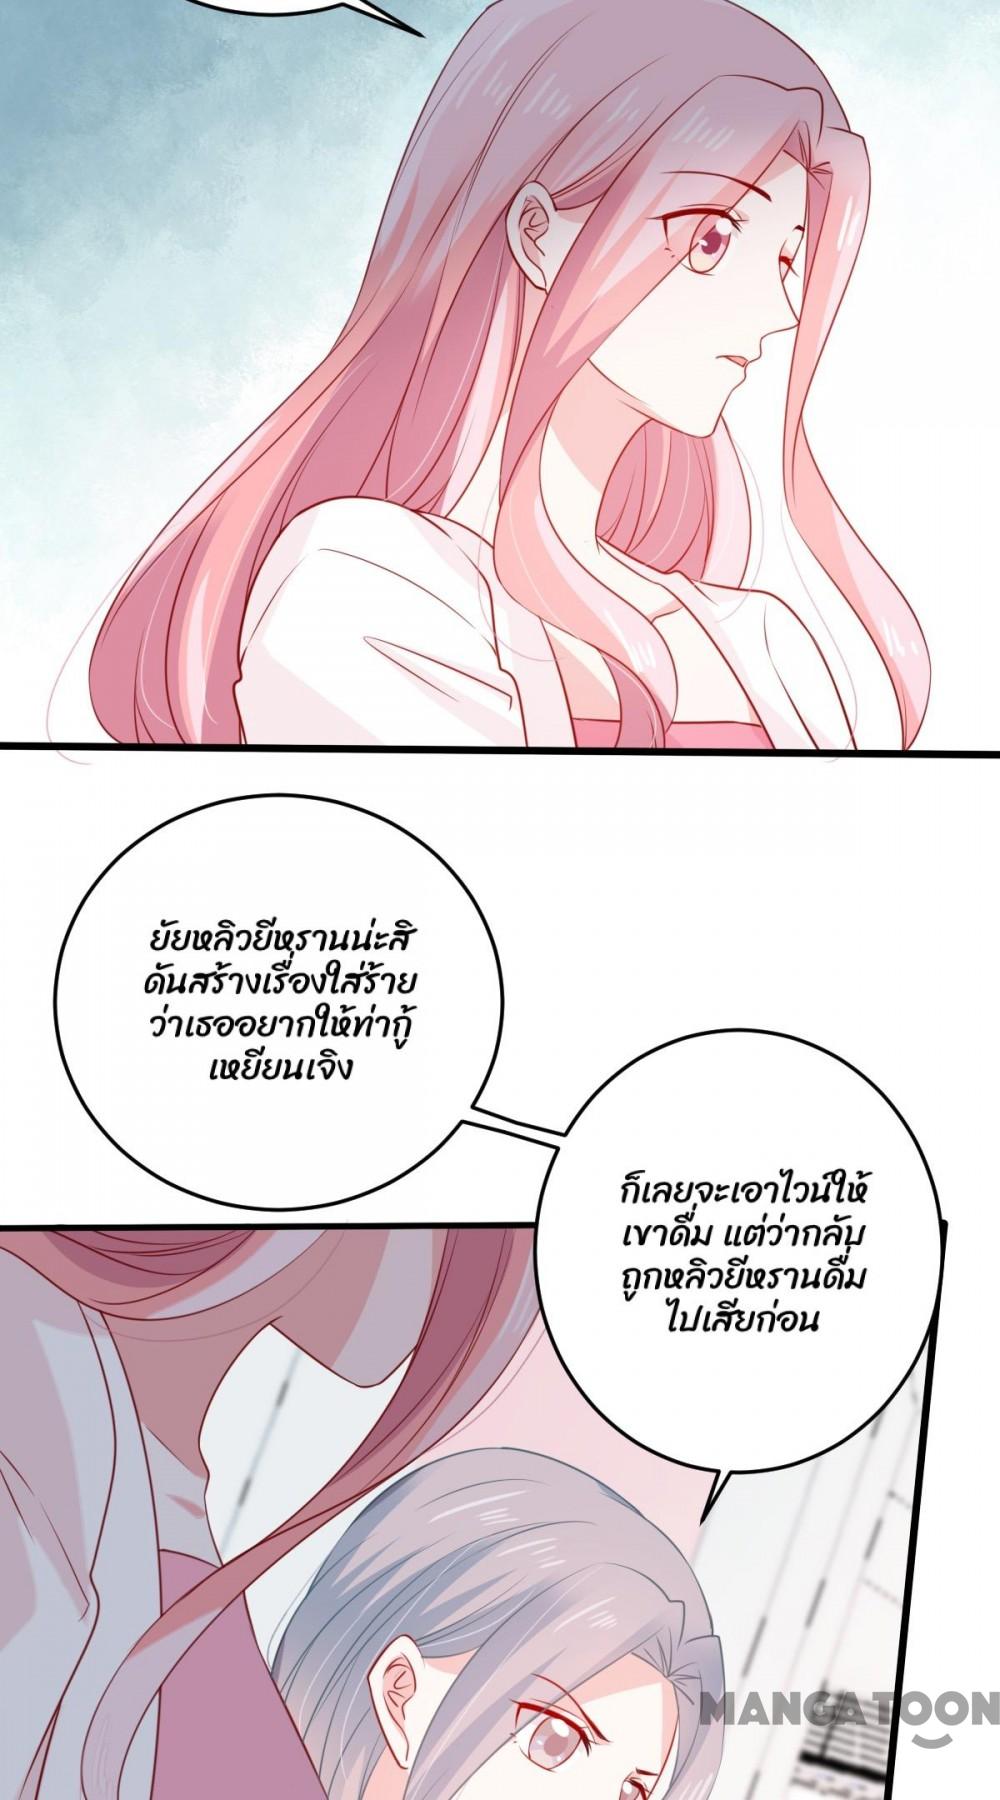 ยัยหลิวยีหรานน่ะสิ
ดันสร้างเรื่องใส่ร้าย
ว่าเธออยากให้ท่ากู้
เหยียนเจิง
ก็เลยจะเอาไวน์ให้
เขาดื่ม แต่ว่ากลับ
ถูกหลิวยีหรานดื่ม
ไปเสียก่อน
MANGATOON